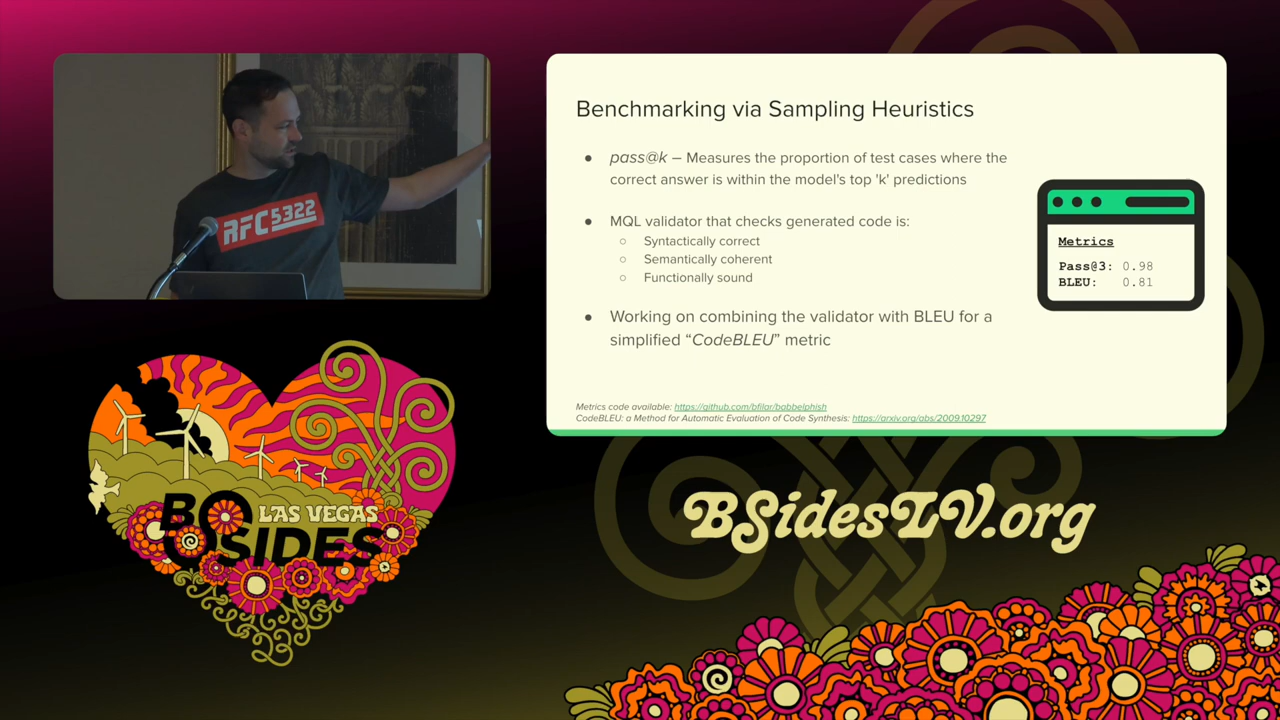 RFC 5322
Benchmarking via Sampling Heuristics
● pass@k – Measures the proportion of test cases where the
correct answer is within the model's top 'k' predictions
● MQL validator that checks generated code is:
○ Syntactically correct
○ Semantically coherent
○ Functionally sound
● Working on combining the validator with BLEU for a
simplified “CodeBLEU” metric
Metrics
Pass@3: 0.98
BLEU: 0.81
Metrics code available: https://github.com/bfilar/babbelphish
CodeBLEU: a Method for Automatic Evaluation of Code Synthesis: https://arxiv.org/abs/2009.10297
LAS VEGAS
BSIDES
BSidesLV.org